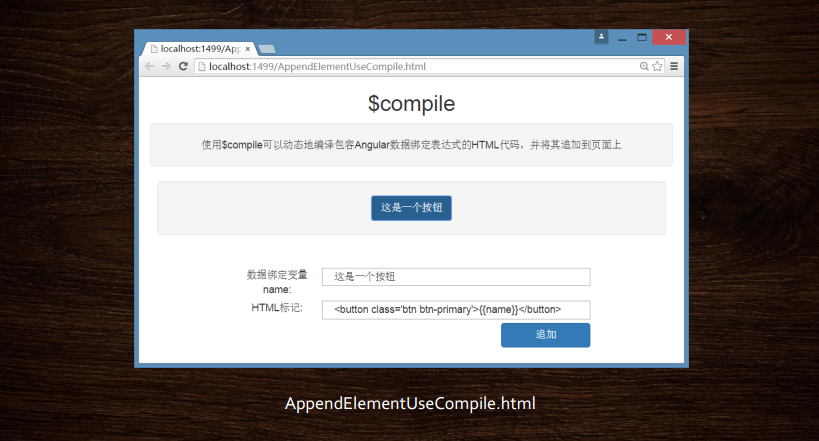 localhost:1499/App
localhost:1499/AppendElementUseCompile.html
$compile
使用$compile可以动态地编译包容Angular数据绑定表达式的HTML代码，并将其追加到页面上
这是一个按钮
数据绑定变量
name:
这是一个按钮
HTML标记:
<button class='btn btn-primary'>{{name}}</button>
追加
AppendElementUseCompile.html